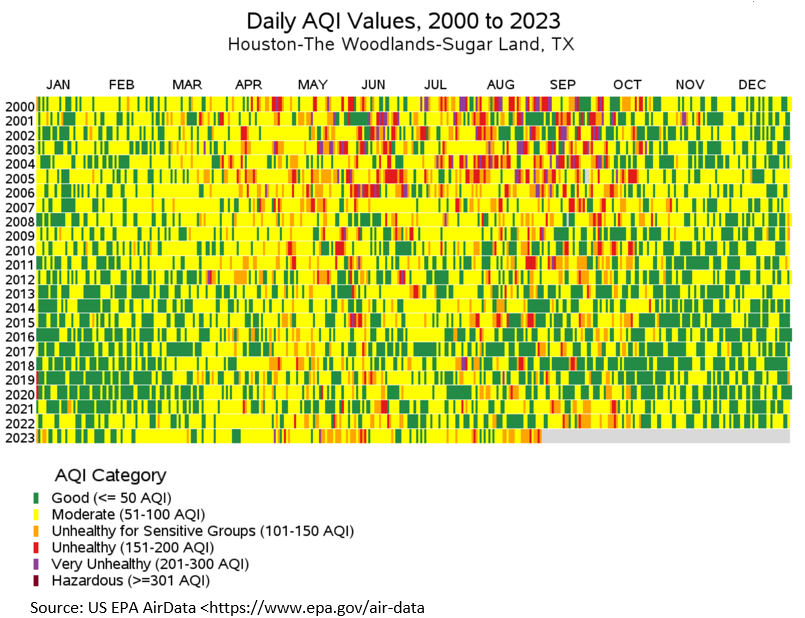 Daily AQI Values, 2000 to 2023
Houston-The Woodlands-Sugar Land, TX
JAN FEB MAR APR MAY JUN JUL AUG SEP OCT NOV DEC
2000
2001
2002
2003
2004
2005
2006
2007
2008
2009
2010
2011
2012
2013
2014
2015
2016
2017
2018
2019
2020
2021
2022
2023
AQI Category
Good (<= 50 AQI)
Moderate (51-100 AQI)
Unhealthy for Sensitive Groups (101-150 AQI)
Unhealthy (151-200 AQI)
Very Unhealthy (201-300 AQI)
Hazardous (>=301 AQI)
Source: US EPA AirData <https://www.epa.gov/air-data